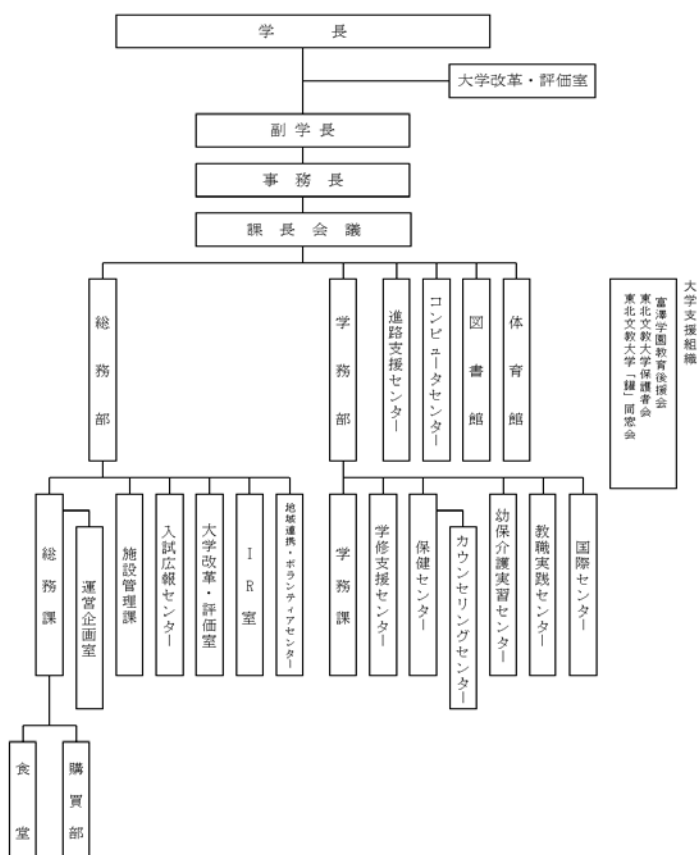 学長
大学改革・評価室
副学長
事務長
課長会議
総務部
学務部
進路支援センター
コンピュータセンター
図書館
体育館
大学支援組織
富澤学園教育後援会
東北文教大学保護者会
東北文教大学「耀」同窓会
総務課
運営企画室
施設管理課
入試広報センター
大学改革・評価室
IR室
地域連携・ボランティアセンター
学務課
学修支援センター
保健センター
カウンセリングセンター
幼保介護実習センター
教職実践センター
国際センター
食堂
購買部